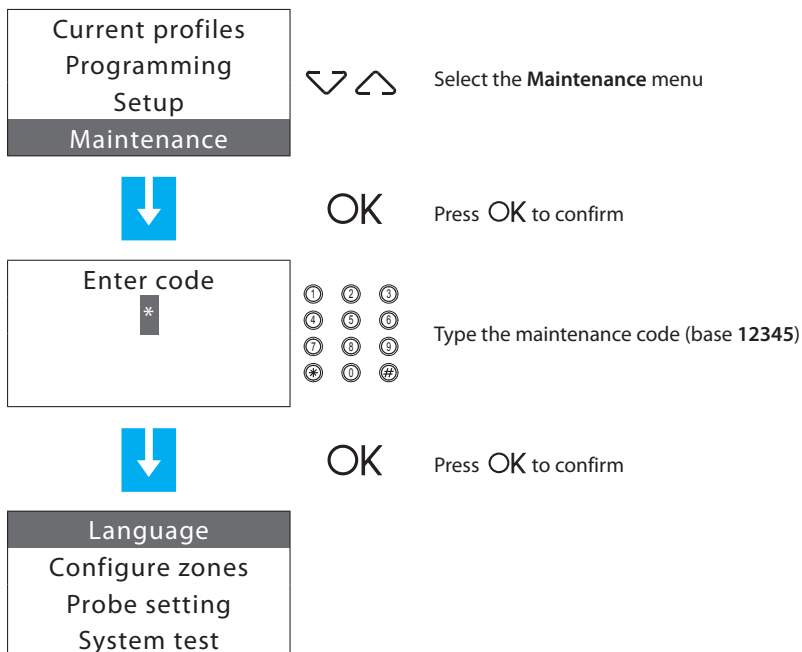 Current profiles
Programming
Setup
Maintenance
Select the Maintenance menu
OK
Press OK to confirm
Enter code
*
1 2 3
4 5 6
7 8 9
* 0 #
Type the maintenance code (base 12345)
OK
Press OK to confirm
Language
Configure zones
Probe setting
System test